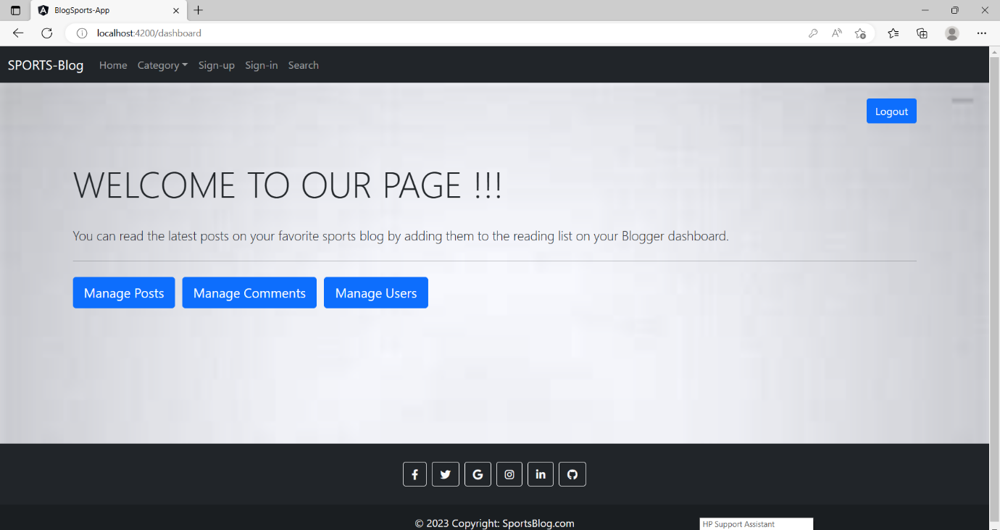 BlogSports-App
localhost:4200/dashboard
SPORTS-Blog Home Category Sign-up Sign-in Search
Logout
WELCOME TO OUR PAGE !!!
You can read the latest posts on your favorite sports blog by adding them to the reading list on your Blogger dashboard.
Manage Posts Manage Comments Manage Users
© 2023 Copyright: SportsBlog.com
HP Support Assistant